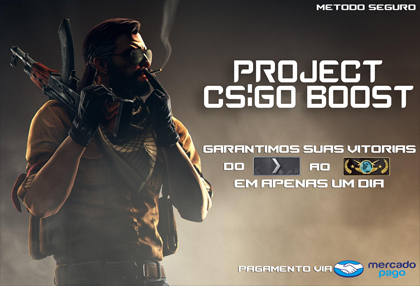 METODO SEGURO
PROJECT
CS:GO BOOST
GARANTIMOS SUAS VITORIAS
DO AO
EM APENAS UM DIA
PAGAMENTO VIA mercado pago